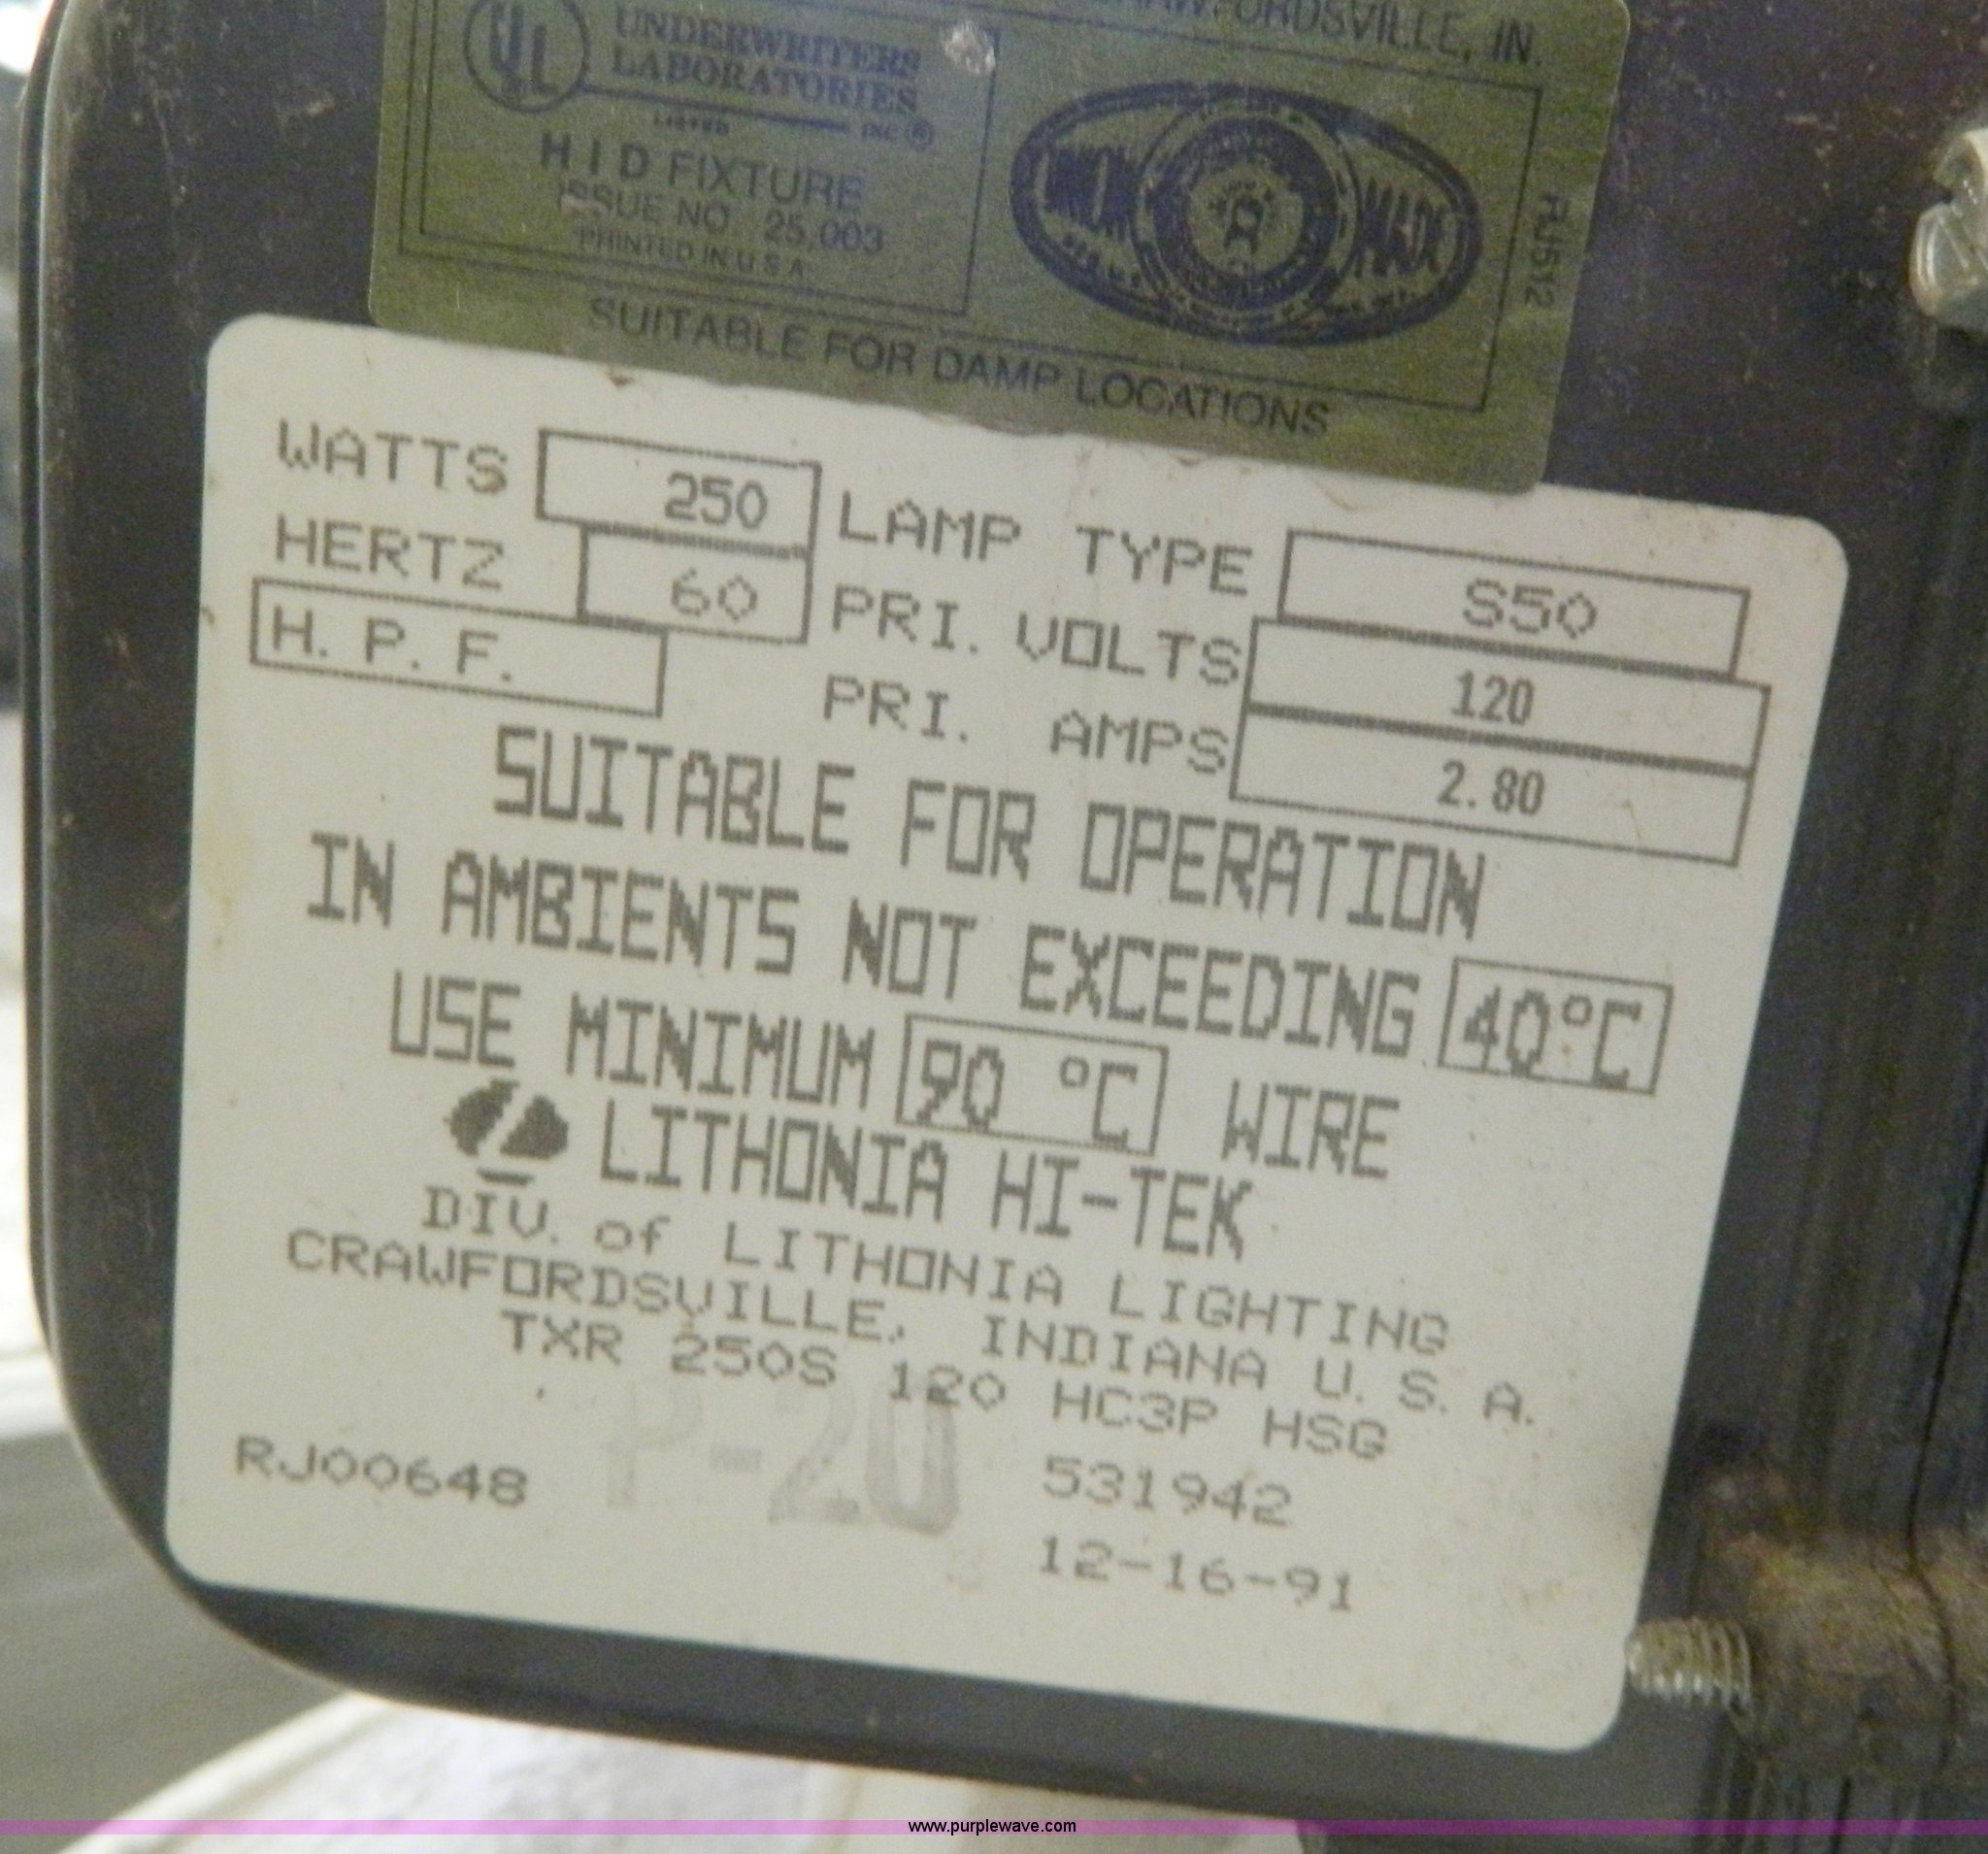 CRAWFORDSVILLE, IN.
UL
UNDERWRITERS
LABORATORIES
LISTED INC ®
H I D FIXTURE
ISSUE NO 25,003
PRINTED IN U.S.A.
UNION MADE
RJ512
SUITABLE FOR DAMP LOCATIONS
WATTS 250 LAMP TYPE S50
HERTZ 60 PRI. VOLTS 120
H. P. F. PRI. AMPS 2.80
SUITABLE FOR OPERATION
IN AMBIENTS NOT EXCEEDING 40°C
USE MINIMUM 90 °C WIRE
LITHONIA HI-TEK
DIV. of LITHONIA LIGHTING
CRAWFORDSVILLE, INDIANA U. S. A.
TXR 250S 120 HC3P HSG
P-20
RJ00648 531942
12-16-91
www.purplewave.com